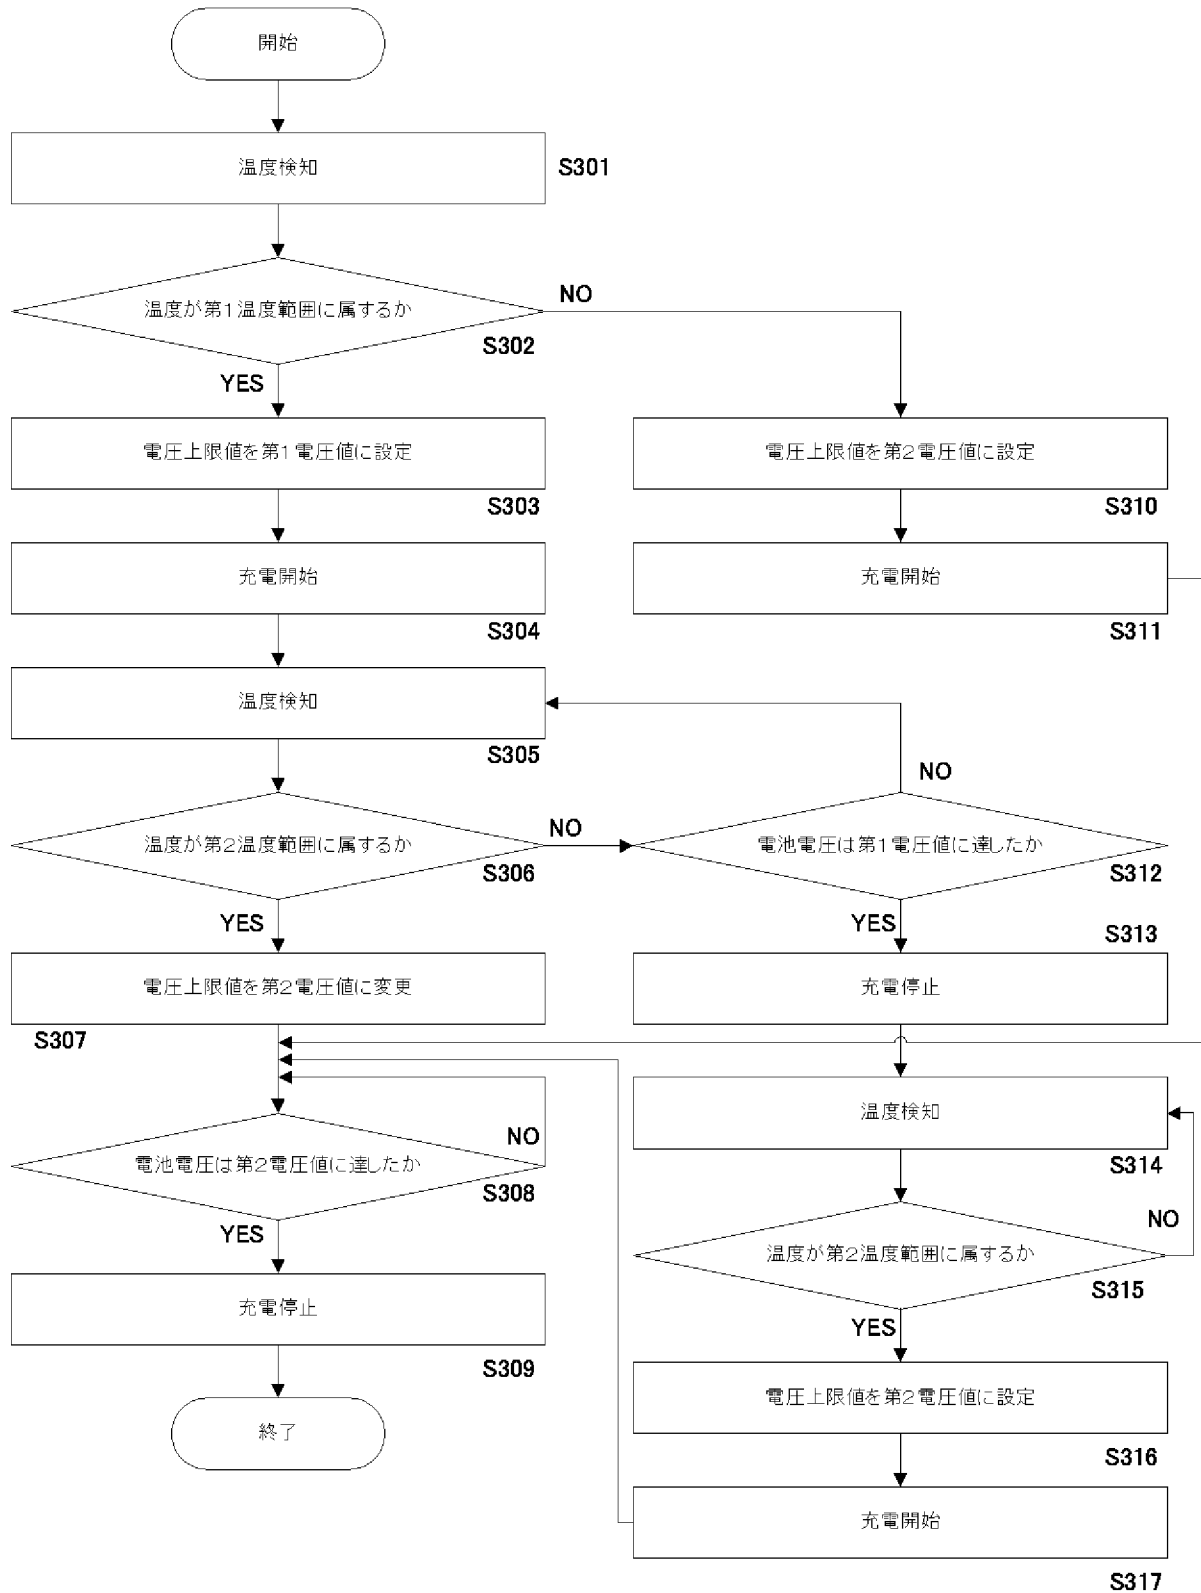 開始
温度検知
S301
温度が第1温度範囲に属するか
NO
S302
YES
電圧上限値を第1電圧値に設定
電圧上限値を第2電圧値に設定
S303
S310
充電開始
充電開始
S304
S311
温度検知
S305
NO
温度が第2温度範囲に属するか
NO
電池電圧は第1電圧値に達したか
S306
S312
YES
YES
S313
電圧上限値を第2電圧値に変更
充電停止
S307
温度検知
NO
電池電圧は第2電圧値に達したか
S308
S314
YES
NO
温度が第2温度範囲に属するか
S315
充電停止
YES
S309
電圧上限値を第2電圧値に設定
終了
S316
充電開始
S317